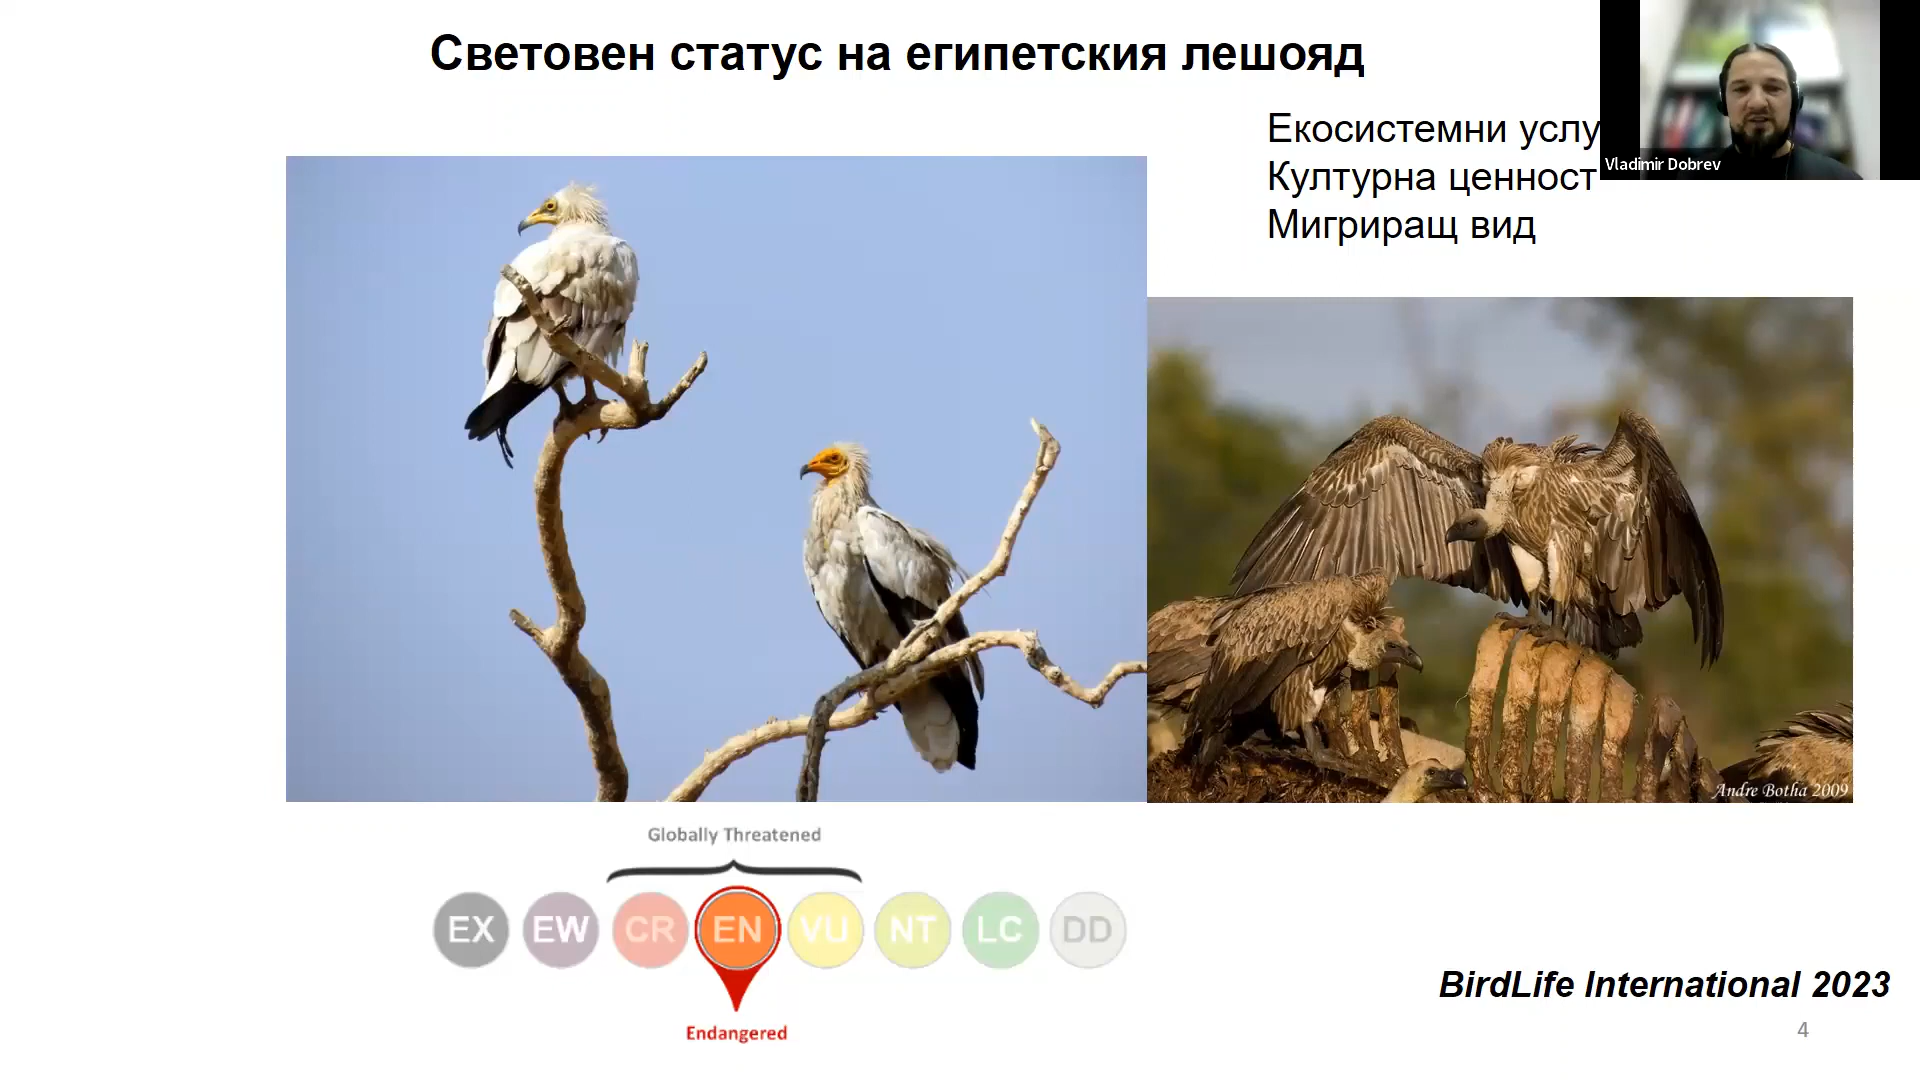 Световен статус на египетския лешояд
Екосистемни услу
Културна ценност
Мигриращ вид
Vladimir Dobrev
Andre Botha 2009
Globally Threatened
EX EW CR EN VU NT LC DD
Endangered
BirdLife International 2023
4